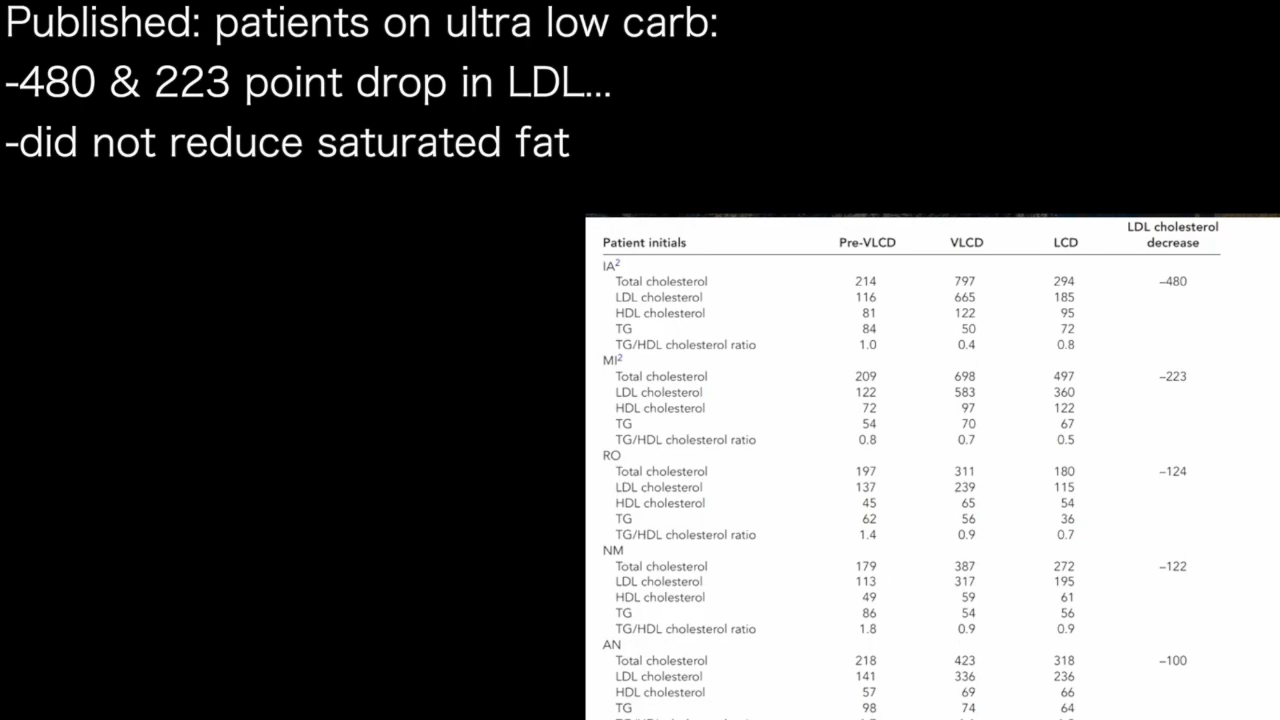 Published: patients on ultra low carb:
-480 & 223 point drop in LDL...
-did not reduce saturated fat
Patient initials Pre-VLCD VLCD LCD LDL cholesterol decrease
IA²
Total cholesterol 214 797 294 –480
LDL cholesterol 116 665 185
HDL cholesterol 81 122 95
TG 84 50 72
TG/HDL cholesterol ratio 1.0 0.4 0.8
MI²
Total cholesterol 209 698 497 –223
LDL cholesterol 122 583 360
HDL cholesterol 72 97 122
TG 54 70 67
TG/HDL cholesterol ratio 0.8 0.7 0.5
RO
Total cholesterol 197 311 180 –124
LDL cholesterol 137 239 115
HDL cholesterol 45 65 54
TG 62 56 36
TG/HDL cholesterol ratio 1.4 0.9 0.7
NM
Total cholesterol 179 387 272 –122
LDL cholesterol 113 317 195
HDL cholesterol 49 59 61
TG 86 54 56
TG/HDL cholesterol ratio 1.8 0.9 0.9
AN
Total cholesterol 218 423 318 –100
LDL cholesterol 141 336 236
HDL cholesterol 57 69 66
TG 98 74 64